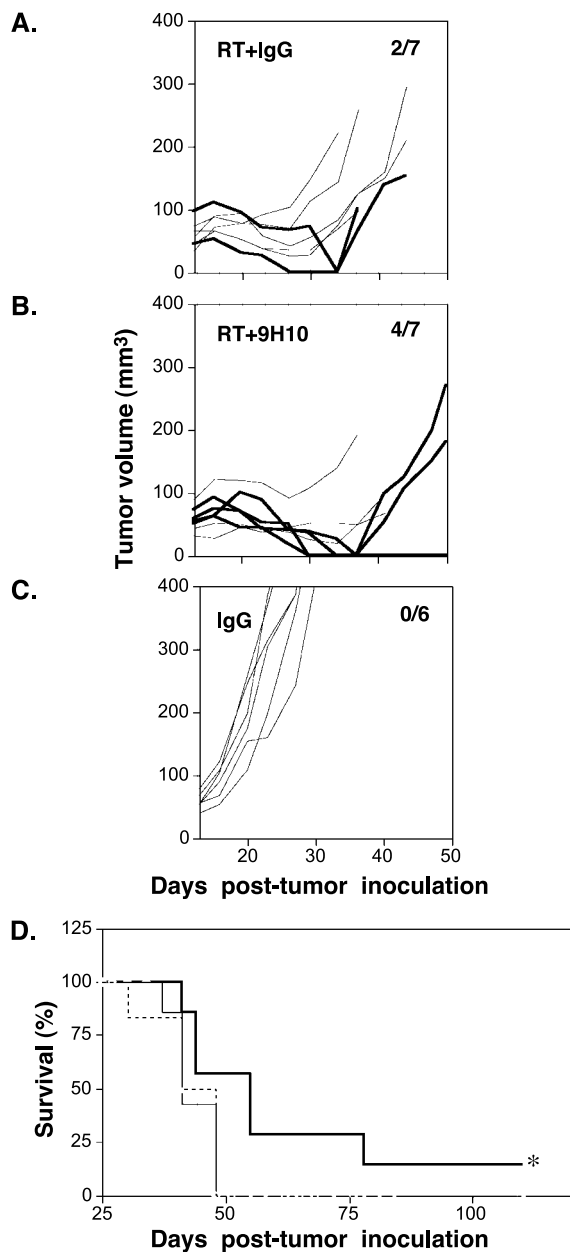 A.
RT+IgG 2/7
400
300
200
100
0
B.
RT+9H10 4/7
400
300
200
100
0
Tumor volume (mm³)
C.
IgG 0/6
400
300
200
100
0
20 30 40 50
Days post-tumor inoculation
D.
125
100
75
50
25
0
Survival (%)
*
25 50 75 100
Days post-tumor inoculation